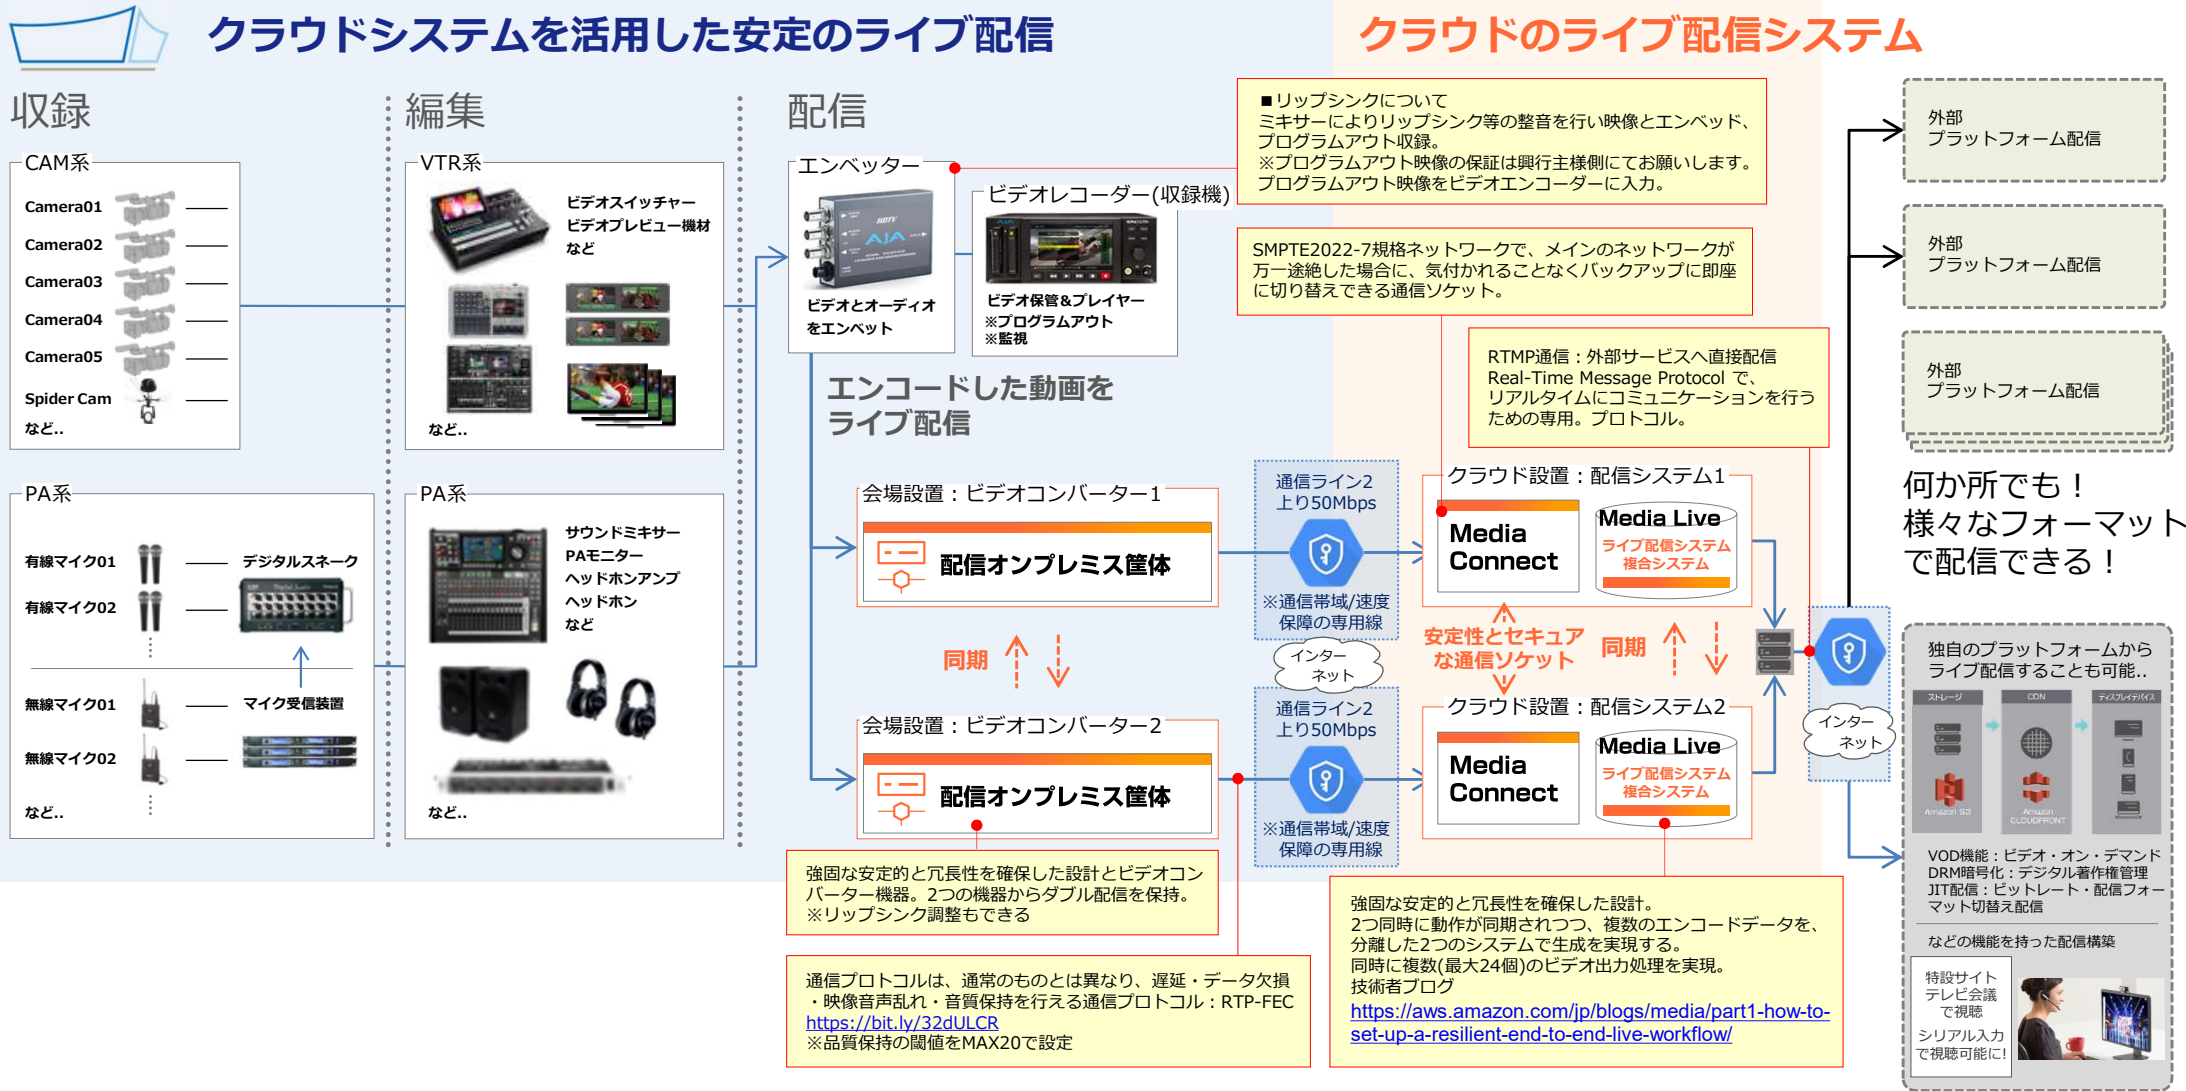 クラウドシステムを活用した安定のライブ配信
クラウドのライブ配信システム
収録
編集
配信
CAM系
Camera01
Camera02
Camera03
Camera04
Camera05
Spider Cam
など..
PA系
有線マイク01
有線マイク02
デジタルスネーク
無線マイク01
無線マイク02
マイク受信装置
など..
VTR系
ビデオスイッチャー
ビデオプレビュー機材
など
など..
PA系
サウンドミキサー
PAモニター
ヘッドホンアンプ
ヘッドホン
など
など..
エンベッター
HDTV
AJA
ビデオとオーディオ
をエンベット
ビデオレコーダー(収録機)
AJA
ビデオ保管&プレイヤー
※プログラムアウト
※監視
■リップシンクについて
ミキサーによりリップシンク等の整音を行い映像とエンベッド、
プログラムアウト収録。
※プログラムアウト映像の保証は興行主様側にてお願いします。
プログラムアウト映像をビデオエンコーダーに入力。
SMPTE2022-7規格ネットワークで、メインのネットワークが
万一途絶した場合に、気付かれることなくバックアップに即座
に切り替えできる通信ソケット。
RTMP通信：外部サービスへ直接配信
Real-Time Message Protocol で、
リアルタイムにコミュニケーションを行う
ための専用。プロトコル。
エンコードした動画を
ライブ配信
会場設置：ビデオコンバーター1
配信オンプレミス筐体
同期
会場設置：ビデオコンバーター2
配信オンプレミス筐体
通信ライン2
上り50Mbps
※通信帯域/速度
保障の専用線
インター
ネット
通信ライン2
上り50Mbps
※通信帯域/速度
保障の専用線
クラウド設置：配信システム1
Media
Connect
Media Live
ライブ配信システム
複合システム
安定性とセキュア
な通信ソケット
同期
クラウド設置：配信システム2
Media
Connect
Media Live
ライブ配信システム
複合システム
インター
ネット
強固な安定的と冗長性を確保した設計とビデオコン
バーター機器。2つの機器からダブル配信を保持。
※リップシンク調整もできる
通信プロトコルは、通常のものとは異なり、遅延・データ欠損
・映像音声乱れ・音質保持を行える通信プロトコル：RTP-FEC
https://bit.ly/32dULCR
※品質保持の閾値をMAX20で設定
強固な安定的と冗長性を確保した設計。
2つ同時に動作が同期されつつ、複数のエンコードデータを、
分離した2つのシステムで生成を実現する。
同時に複数(最大24個)のビデオ出力処理を実現。
技術者ブログ
https://aws.amazon.com/jp/blogs/media/part1-how-to-
set-up-a-resilient-end-to-end-live-workflow/
外部
プラットフォーム配信
外部
プラットフォーム配信
外部
プラットフォーム配信
何か所でも！
様々なフォーマット
で配信できる！
独自のプラットフォームから
ライブ配信することも可能..
ストレージ
CDN
ディスプレイデバイス
Amazon S3
Amazon
CLOUDFRONT
VOD機能：ビデオ・オン・デマンド
DRM暗号化：デジタル著作権管理
JIT配信：ビットレート・配信フォー
マット切替え配信
などの機能を持った配信構築
特設サイト
テレビ会議
で視聴
シリアル入力
で視聴可能に!